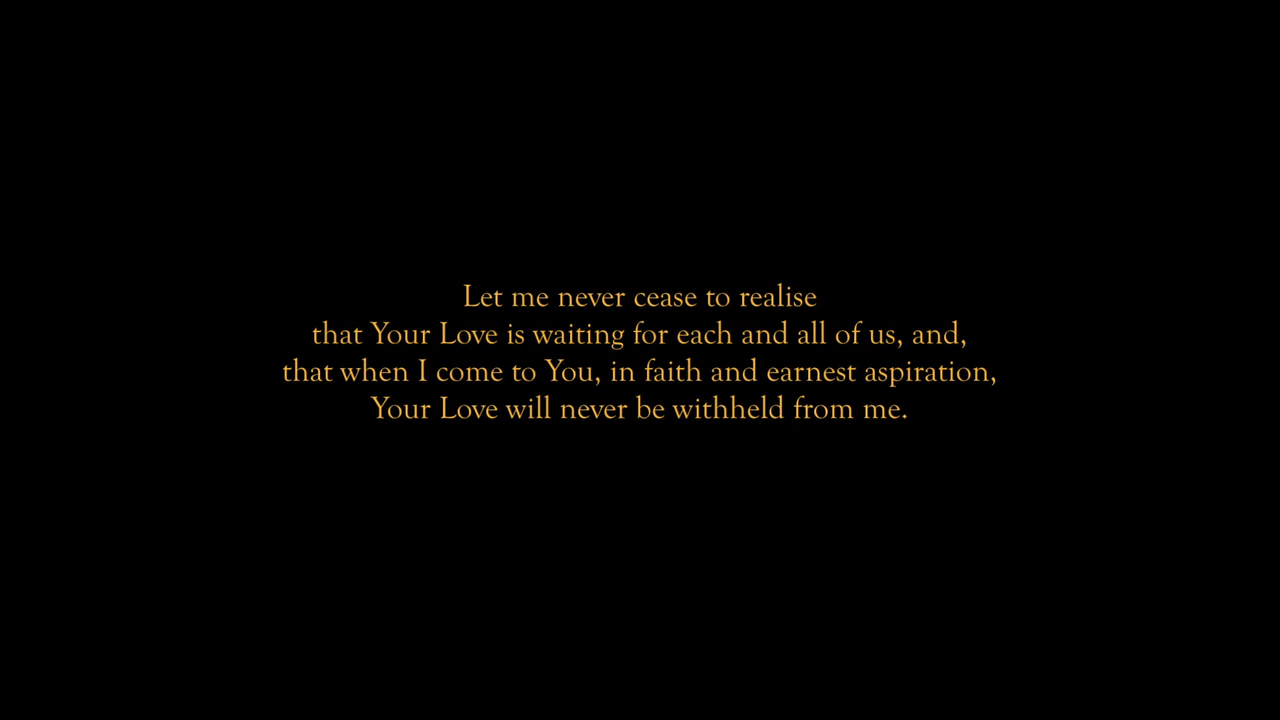 Let me never cease to realise
that Your Love is waiting for each and all of us, and,
that when I come to You, in faith and earnest aspiration,
Your Love will never be withheld from me.